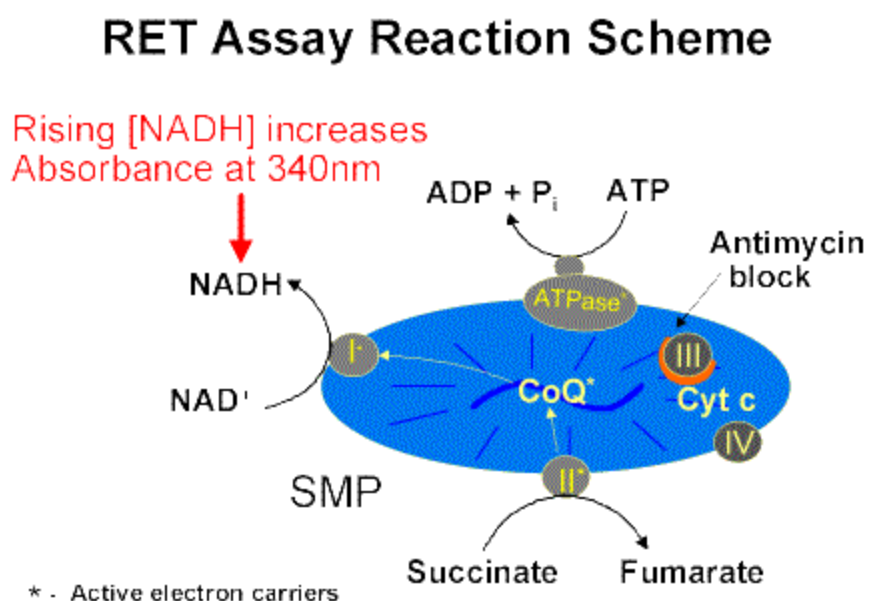 RET Assay Reaction Scheme
Rising [NADH] increases
Absorbance at 340nm
ADP + Pi
ATP
Antimycin
block
NADH
ATPase*
I*
III
CoQ*
NAD+
Cyt c
IV
II*
SMP
Succinate
Fumarate
* - Active electron carriers